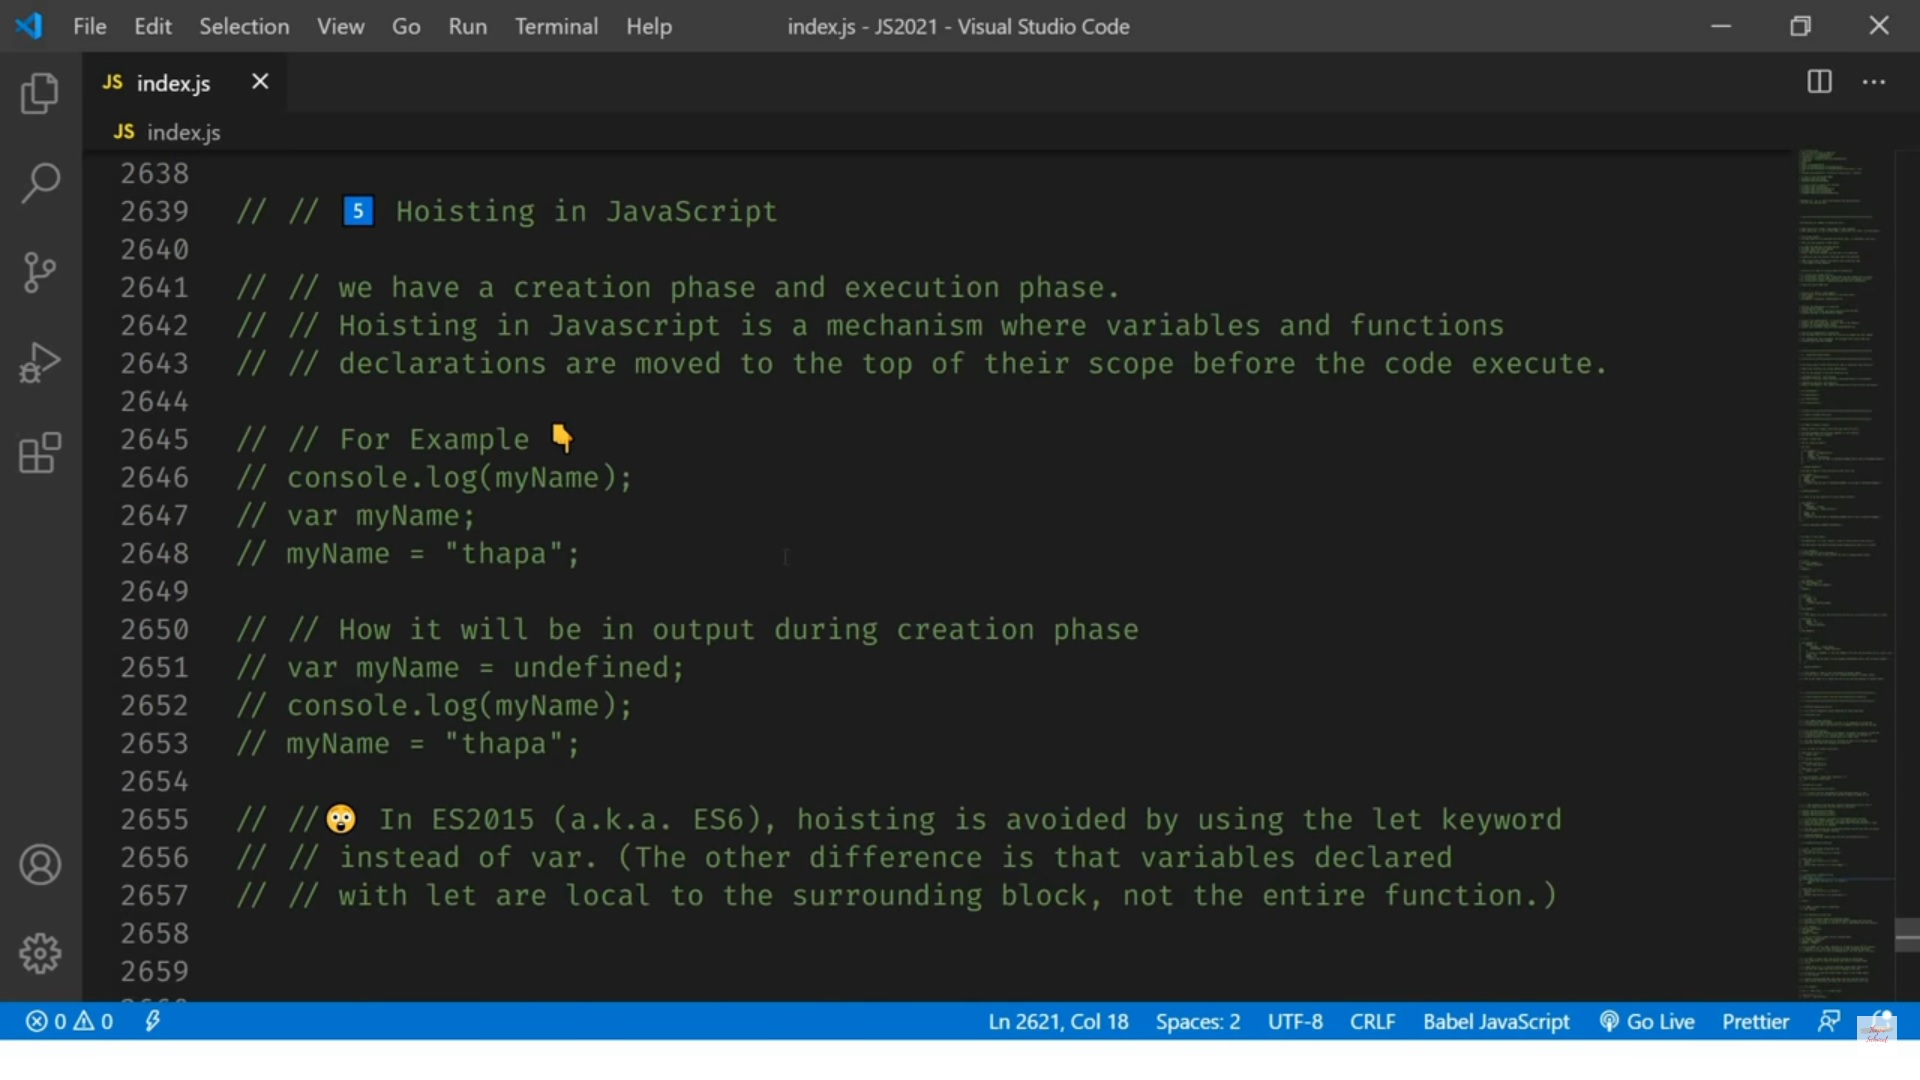 File Edit Selection View Go Run Terminal Help index.js - JS2021 - Visual Studio Code
JS index.js
JS index.js
2638
2639 // // 5 Hoisting in JavaScript
2640
2641 // // we have a creation phase and execution phase.
2642 // // Hoisting in Javascript is a mechanism where variables and functions
2643 // // declarations are moved to the top of their scope before the code execute.
2644
2645 // // For Example 👇
2646 // console.log(myName);
2647 // var myName;
2648 // myName = "thapa";
2649
2650 // // How it will be in output during creation phase
2651 // var myName = undefined;
2652 // console.log(myName);
2653 // myName = "thapa";
2654
2655 // //😲 In ES2015 (a.k.a. ES6), hoisting is avoided by using the let keyword
2656 // // instead of var. (The other difference is that variables declared
2657 // // with let are local to the surrounding block, not the entire function.)
2658
2659
0 0 Ln 2621, Col 18 Spaces: 2 UTF-8 CRLF Babel JavaScript Go Live Prettier